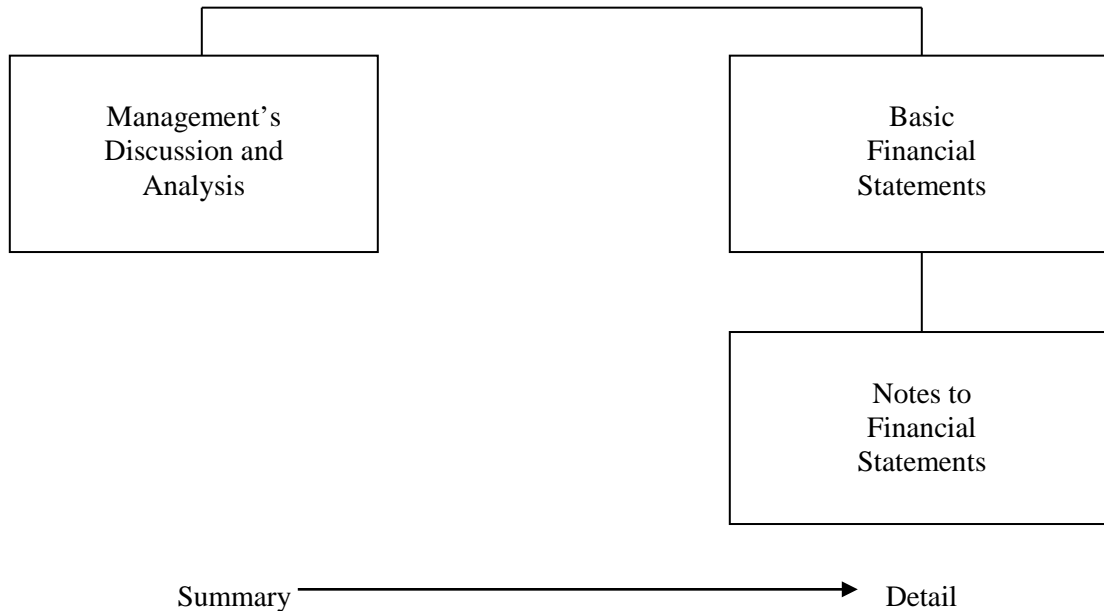 Management’s
Discussion and
Analysis
Basic
Financial
Statements
Notes to
Financial
Statements
Summary
Detail